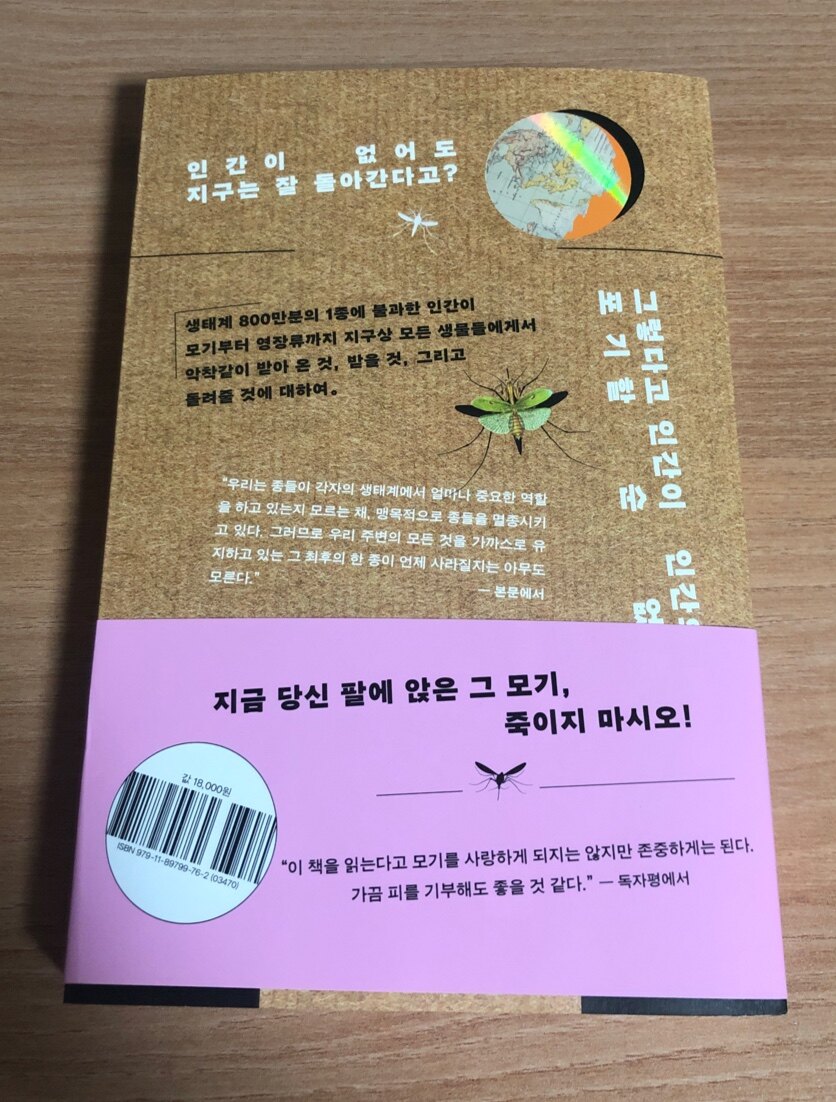 인간이 없어도
지구는 잘 돌아간다고?
그렇다고 인간이 인간의
포기할 순 없
생태계 800만분의 1종에 불과한 인간이
모기부터 영장류까지 지구상 모든 생물들에게서
악착같이 받아 온 것, 받을 것, 그리고
돌려줄 것에 대하여.
"우리는 종들이 각자의 생태계에서 얼마나 중요한 역할
을 하고 있는지 모르는 채, 맹목적으로 종들을 멸종시키
고 있다. 그러므로 우리 주변의 모든 것을 가까스로 유
지하고 있는 그 최후의 한 종이 언제 사라질지는 아무도
모른다."
— 본문에서
지금 당신 팔에 앉은 그 모기,
죽이지 마시오!
값 18,000원
ISBN 979-11-89799-76-2 (03470)
"이 책을 읽는다고 모기를 사랑하게 되지는 않지만 존중하게는 된다.
가끔 피를 기부해도 좋을 것 같다." — 독자평에서